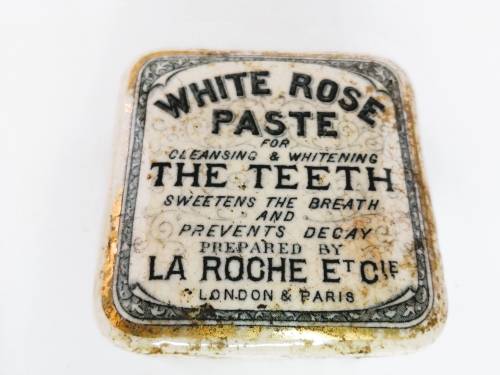 WHITE ROSE
PASTE
FOR
CLEANSING & WHITENING
THE TEETH
SWEETENS THE BREATH
AND
PREVENTS DECAY
PREPARED BY
LA ROCHE ET CIE
LONDON & PARIS